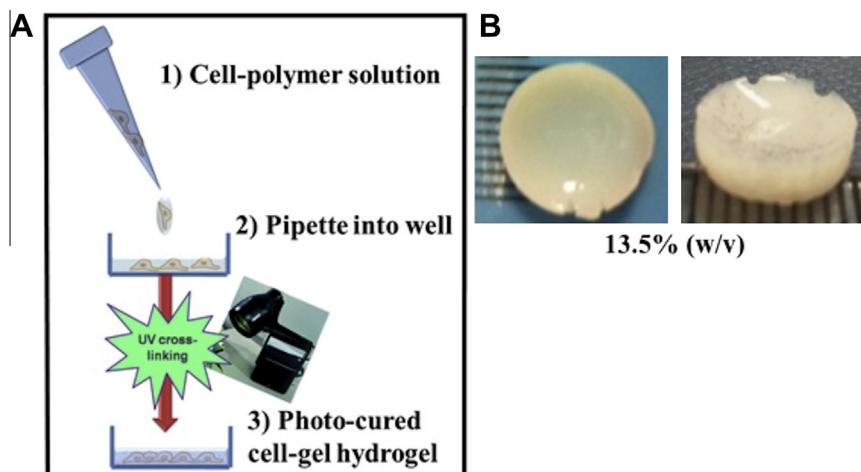 A
B
1) Cell-polymer solution
2) Pipette into well
UV cross-
linking
3) Photo-cured
cell-gel hydrogel
13.5% (w/v)